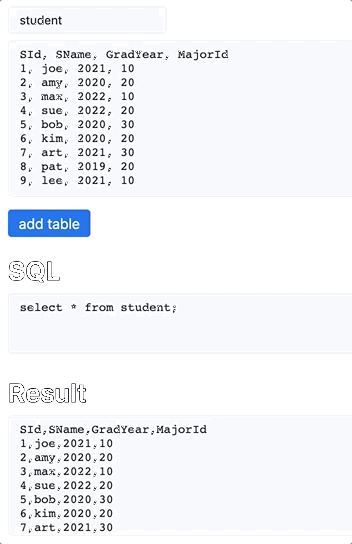 student
SId, SName, GradYear, MajorId
1, joe, 2021, 10
2, amy, 2020, 20
3, max, 2022, 10
4, sue, 2022, 20
5, bob, 2020, 30
6, kim, 2020, 20
7, art, 2021, 30
8, pat, 2019, 20
9, lee, 2021, 10
add table
SQL
select * from student;
Result
SId,SName,GradYear,MajorId
1,joe,2021,10
2,amy,2020,20
3,max,2022,10
4,sue,2022,20
5,bob,2020,30
6,kim,2020,20
7,art,2021,30